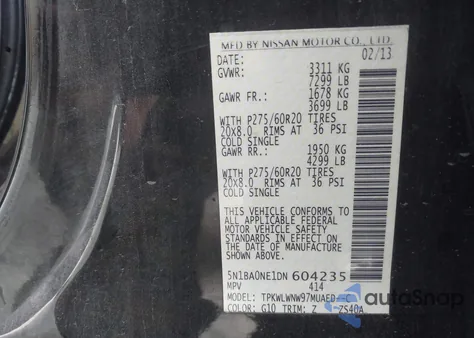 MFD BY NISSAN MOTOR CO., LTD.
DATE: 02/13
GVWR: 3311 KG
7299 LB
GAWR FR.: 1678 KG
3699 LB
WITH P275/60R20 TIRES
20X8.0 RIMS AT 36 PSI
COLD SINGLE
GAWR RR.: 1950 KG
4299 LB
WITH P275/60R20 TIRES
20X8.0 RIMS AT 36 PSI
COLD SINGLE
THIS VEHICLE CONFORMS TO
ALL APPLICABLE FEDERAL
MOTOR VEHICLE SAFETY
STANDARDS IN EFFECT ON THE
DATE OF MANUFACTURE SHOWN
ABOVE.
5N1BA0NE1DN 604235
MPV 414
MODEL: TPKWLWNW97MUAED-C
COLOR: G10 TRIM: Z ZS40A
autoSnap